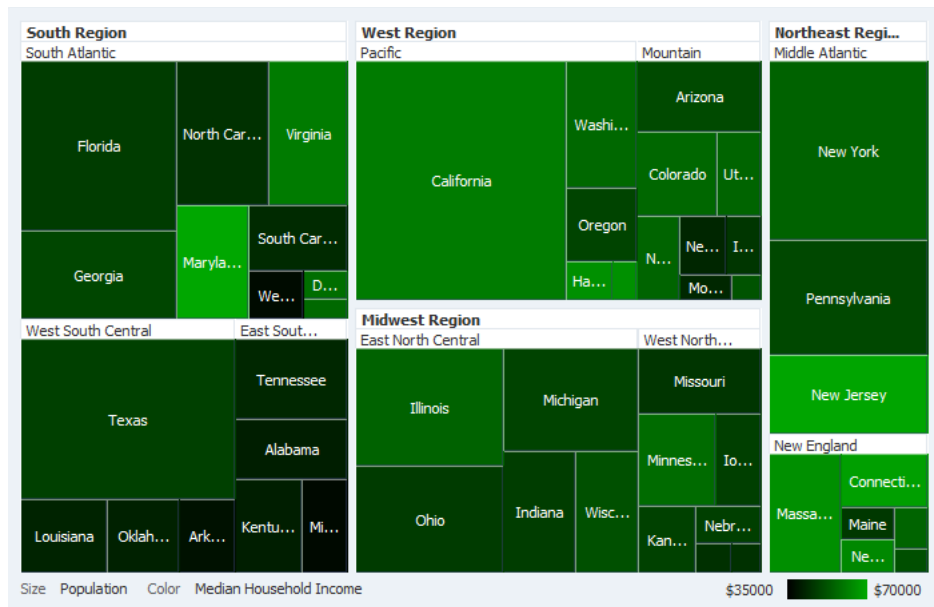 South Region
South Atlantic
Florida
North Car...
Virginia
Georgia
Maryla...
South Car...
We...
D...
West South Central
East Sout...
Texas
Tennessee
Alabama
Louisiana
Oklah...
Ark...
Kentu...
Mi...
West Region
Pacific
Mountain
California
Washi...
Oregon
Ha...
Arizona
Colorado
Ut...
N...
Ne...
I...
Mo...
Midwest Region
East North Central
West North...
Illinois
Michigan
Ohio
Indiana
Wisc...
Missouri
Minnes...
Io...
Kan...
Nebr...
Northeast Regi...
Middle Atlantic
New York
Pennsylvania
New Jersey
New England
Massa...
Connecti...
Maine
Ne...
Size Population Color Median Household Income
$35000 $70000